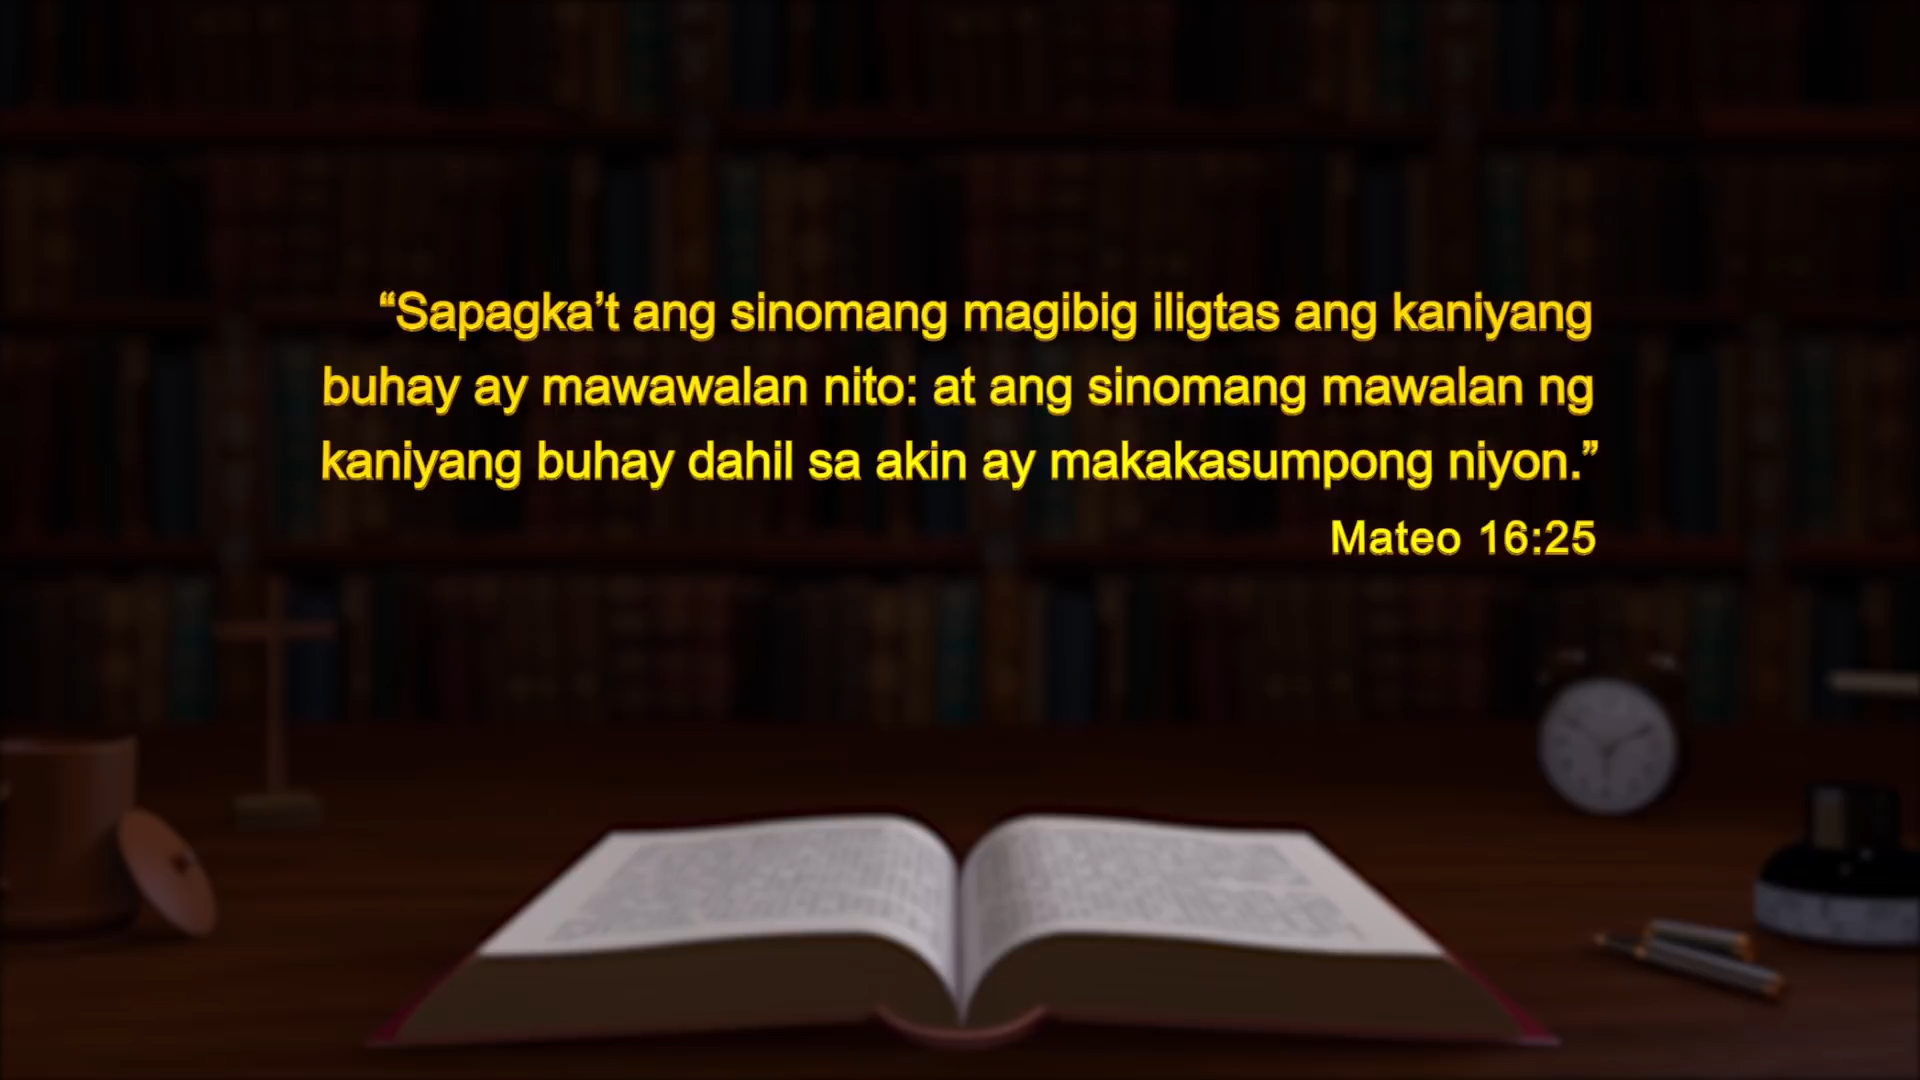 “Sapagka’t ang sinomang magibig iligtas ang kaniyang
buhay ay mawawalan nito: at ang sinomang mawalan ng
kaniyang buhay dahil sa akin ay makakasumpong niyon.”
Mateo 16:25